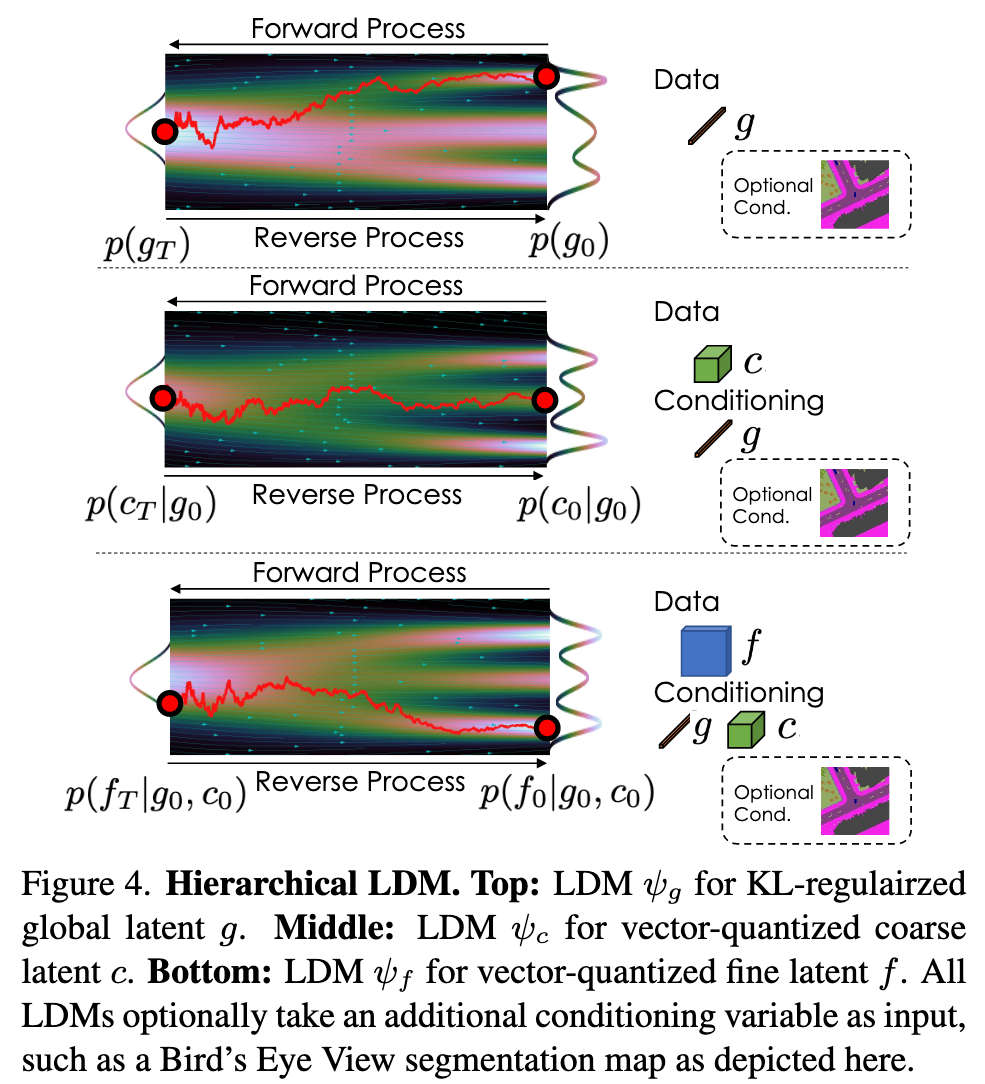 Forward Process
Data
g
Optional
Cond.
Reverse Process
p(g_T)
p(g_0)
Forward Process
Data
c
Conditioning
g
Optional
Cond.
Reverse Process
p(c_T|g_0)
p(c_0|g_0)
Forward Process
Data
f
Conditioning
g c
Optional
Cond.
Reverse Process
p(f_T|g_0, c_0)
p(f_0|g_0, c_0)
Figure 4. Hierarchical LDM. Top: LDM ψ_g for KL-regulairzed
global latent g. Middle: LDM ψ_c for vector-quantized coarse
latent c. Bottom: LDM ψ_f for vector-quantized fine latent f. All
LDMs optionally take an additional conditioning variable as input,
such as a Bird's Eye View segmentation map as depicted here.